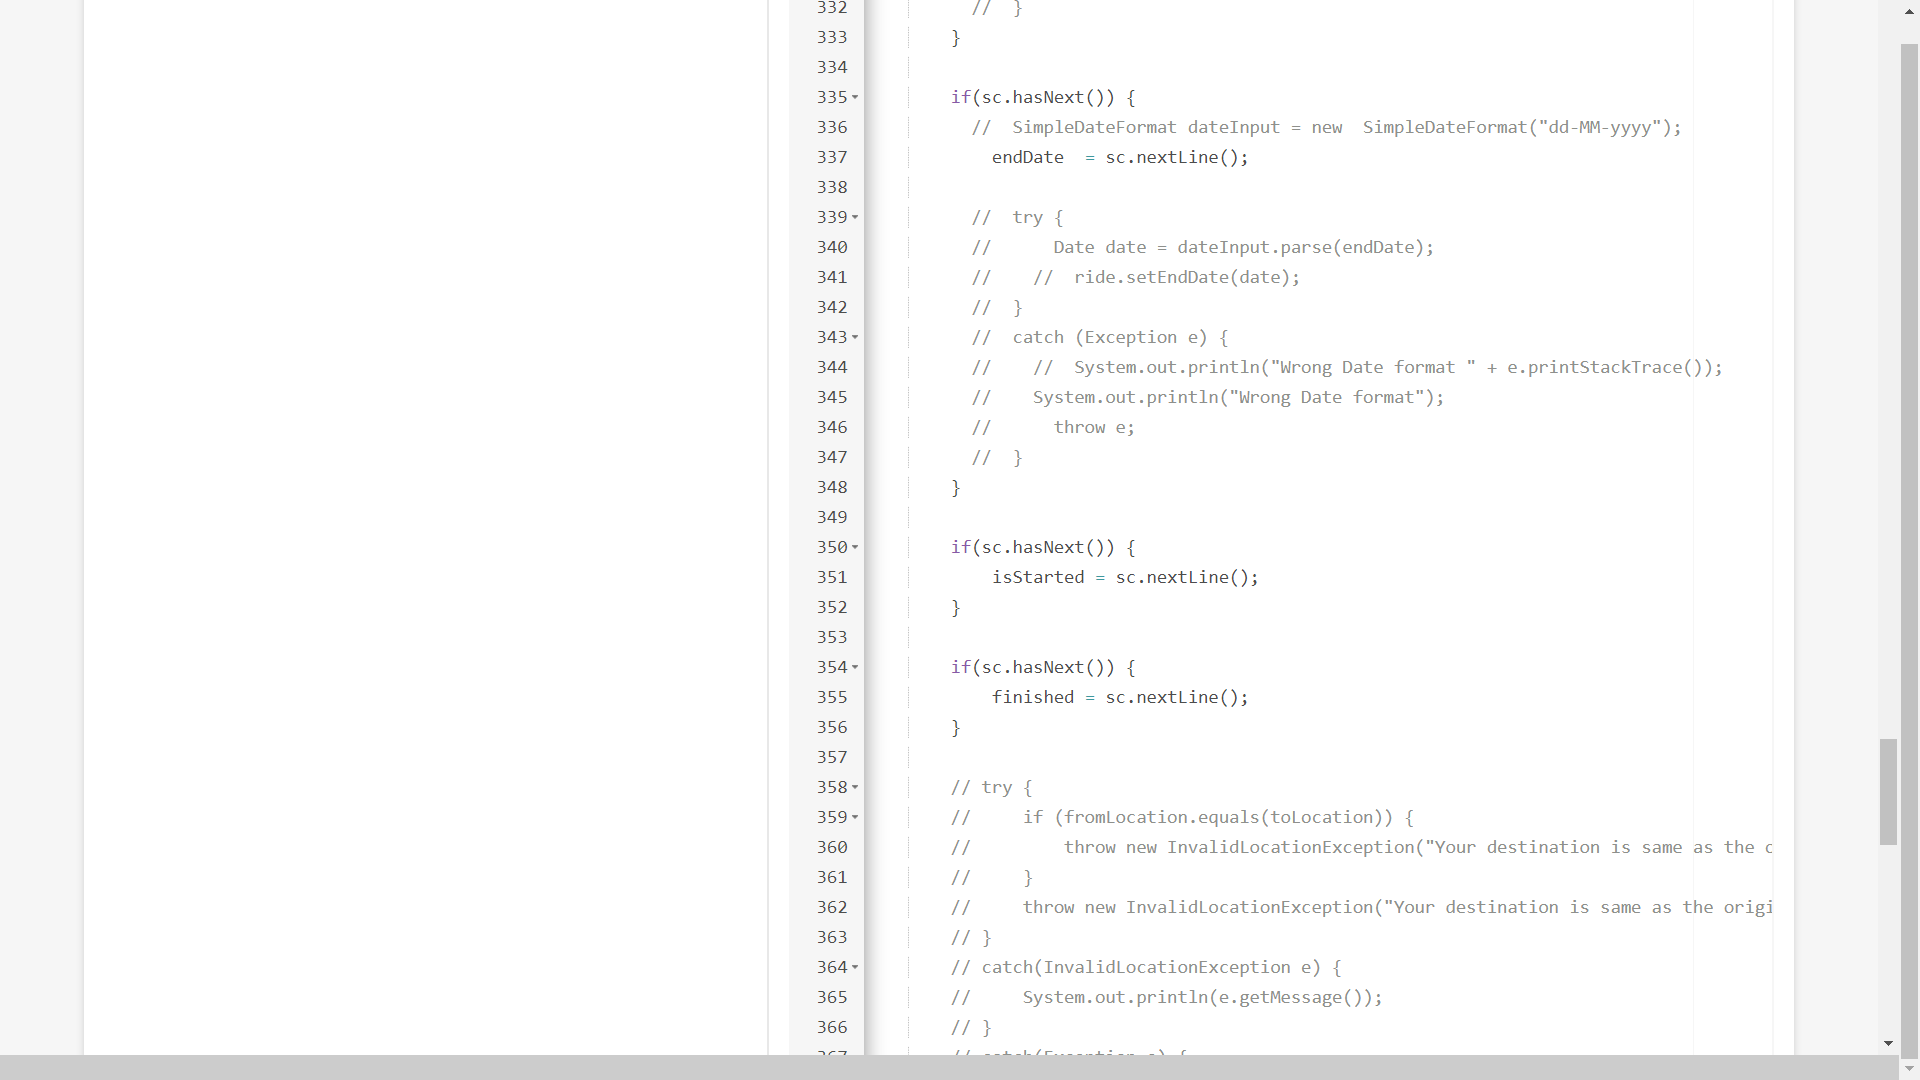 332 // }
333 }
334
335 if(sc.hasNext()) {
336 // SimpleDateFormat dateInput = new SimpleDateFormat("dd-MM-yyyy");
337 endDate = sc.nextLine();
338
339 // try {
340 // Date date = dateInput.parse(endDate);
341 // // ride.setEndDate(date);
342 // }
343 // catch (Exception e) {
344 // // System.out.println("Wrong Date format " + e.printStackTrace());
345 // System.out.println("Wrong Date format");
346 // throw e;
347 // }
348 }
349
350 if(sc.hasNext()) {
351 isStarted = sc.nextLine();
352 }
353
354 if(sc.hasNext()) {
355 finished = sc.nextLine();
356 }
357
358 // try {
359 // if (fromLocation.equals(toLocation)) {
360 // throw new InvalidLocationException("Your destination is same as the
361 // }
362 // throw new InvalidLocationException("Your destination is same as the origi
363 // }
364 // catch(InvalidLocationException e) {
365 // System.out.println(e.getMessage());
366 // }
367 // catch(Exception e) {